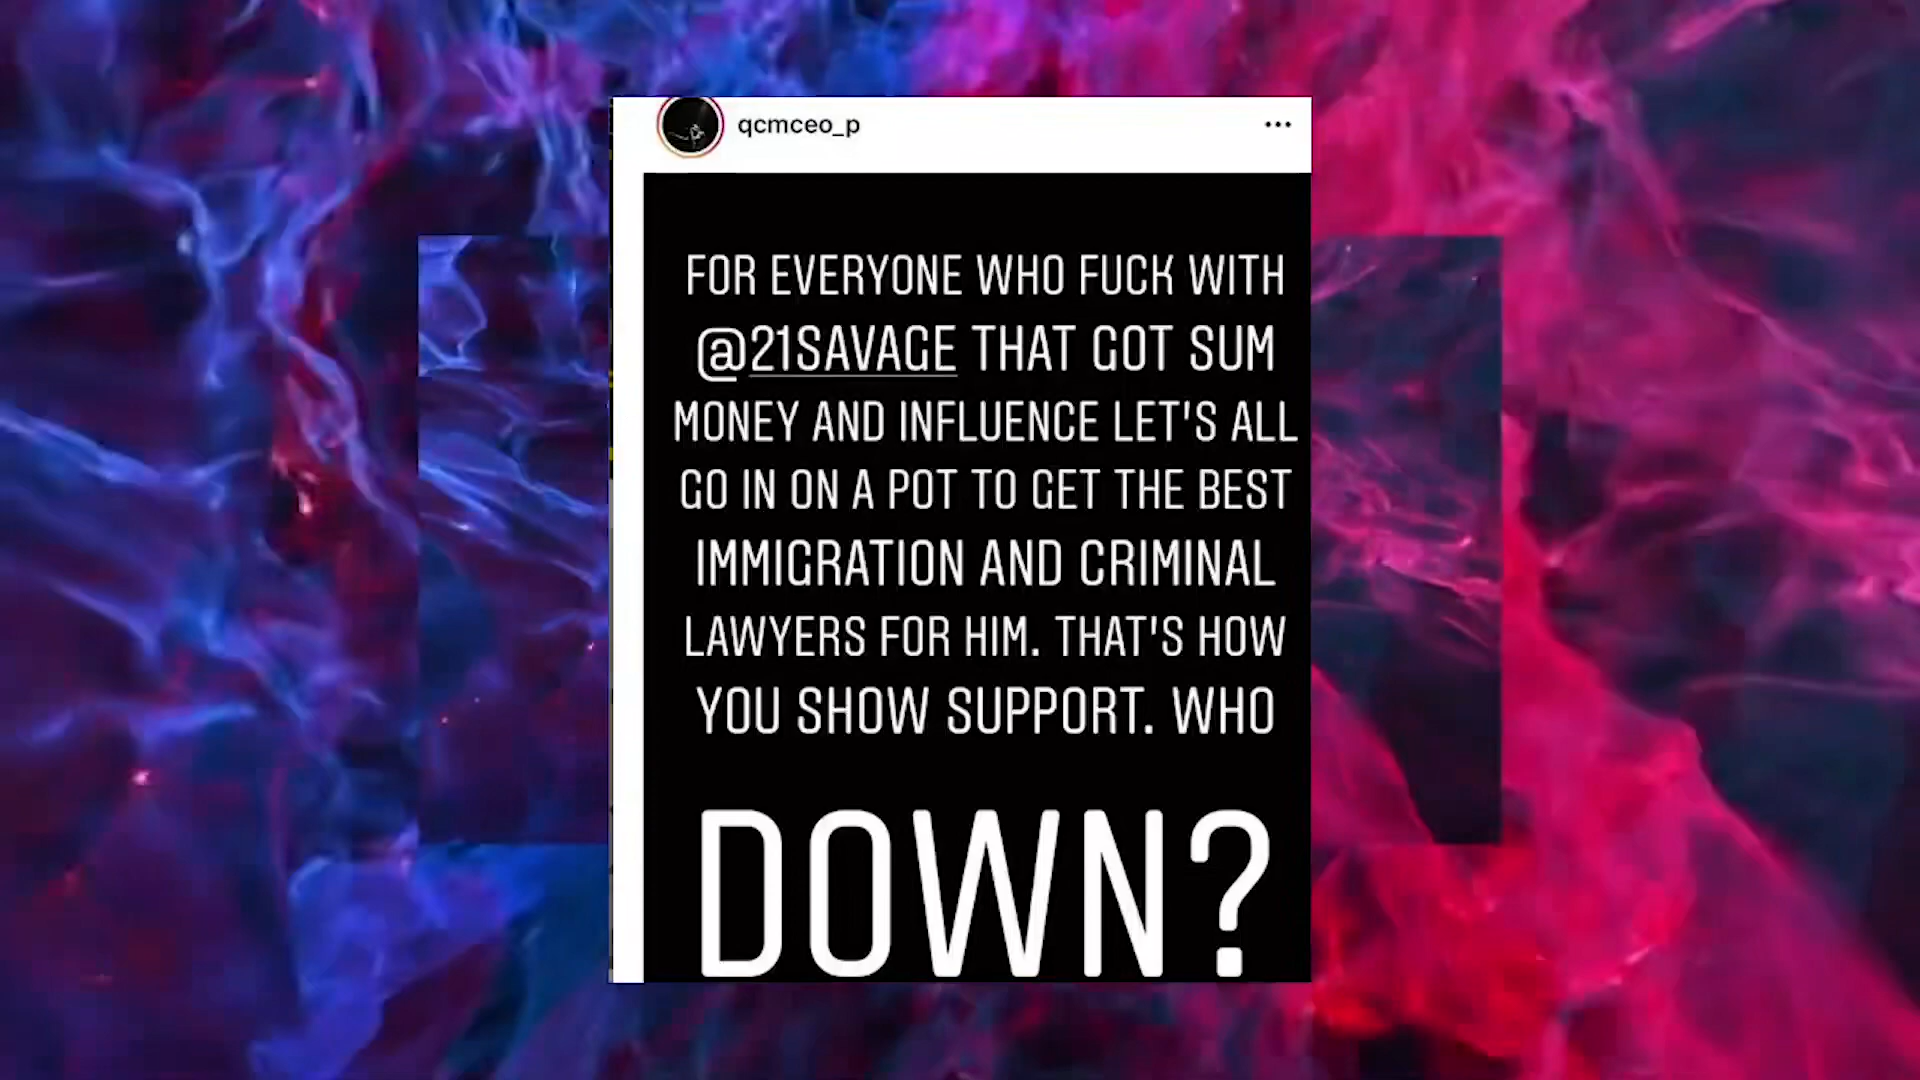 qcmceo_p
FOR EVERYONE WHO FUCK WITH
@21SAVAGE THAT GOT SUM
MONEY AND INFLUENCE LET'S ALL
GO IN ON A POT TO GET THE BEST
IMMIGRATION AND CRIMINAL
LAWYERS FOR HIM. THAT'S HOW
YOU SHOW SUPPORT. WHO
DOWN?